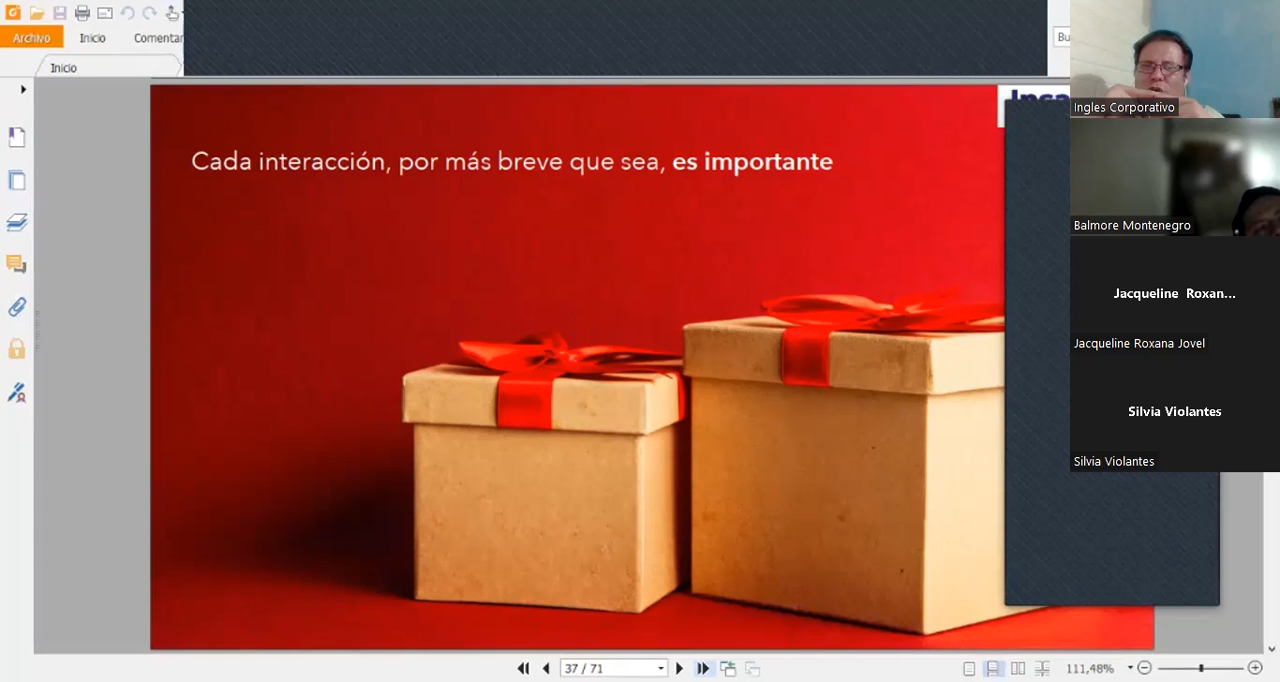 Archivo
Inicio
Comentar
Inicio
Cada interacción, por más breve que sea, es importante
Ingles Corporativo
Balmore Montenegro
Jacqueline Roxan...
Jacqueline Roxana Jovel
Silvia Violantes
Silvia Violantes
37 / 71
111,48%